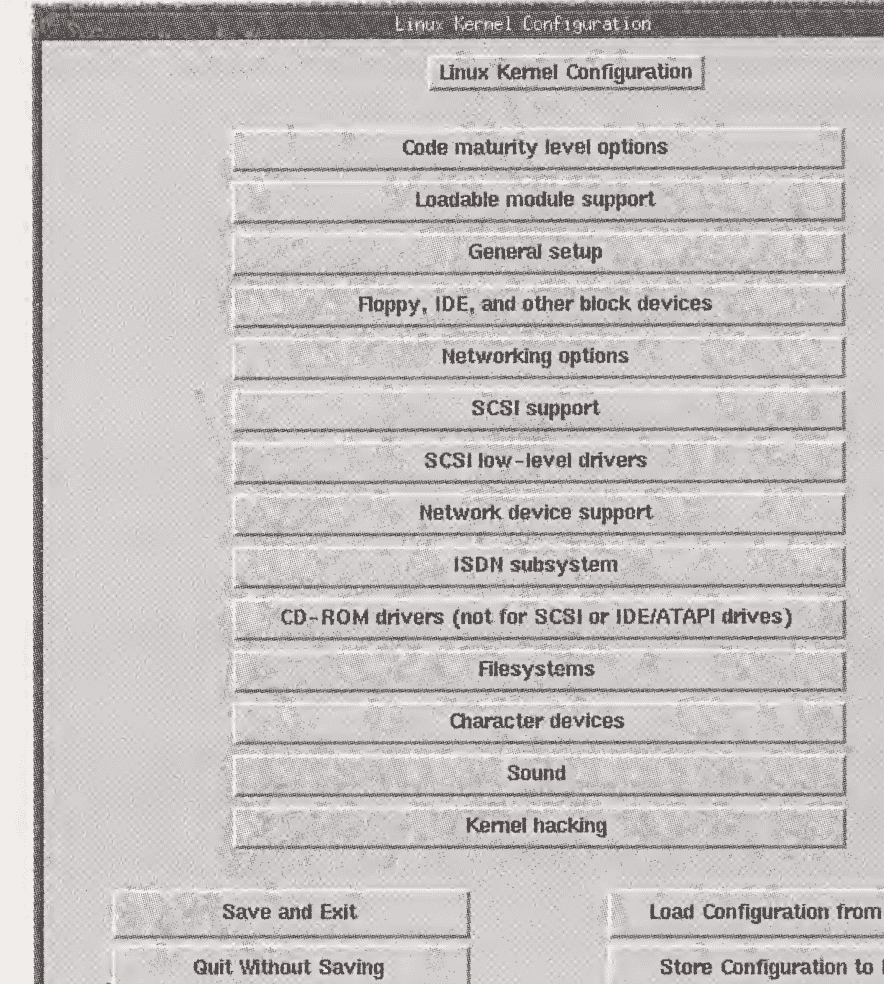 Linux Kernel Configuration
Linux Kernel Configuration
Code maturity level options
Loadable module support
General setup
Floppy, IDE, and other block devices
Networking options
SCSI support
SCSI low-level drivers
Network device support
ISDN subsystem
CD-ROM drivers (not for SCSI or IDE/ATAPI drives)
Filesystems
Character devices
Sound
Kernel hacking
Save and Exit
Load Configuration from
Quit Without Saving
Store Configuration to